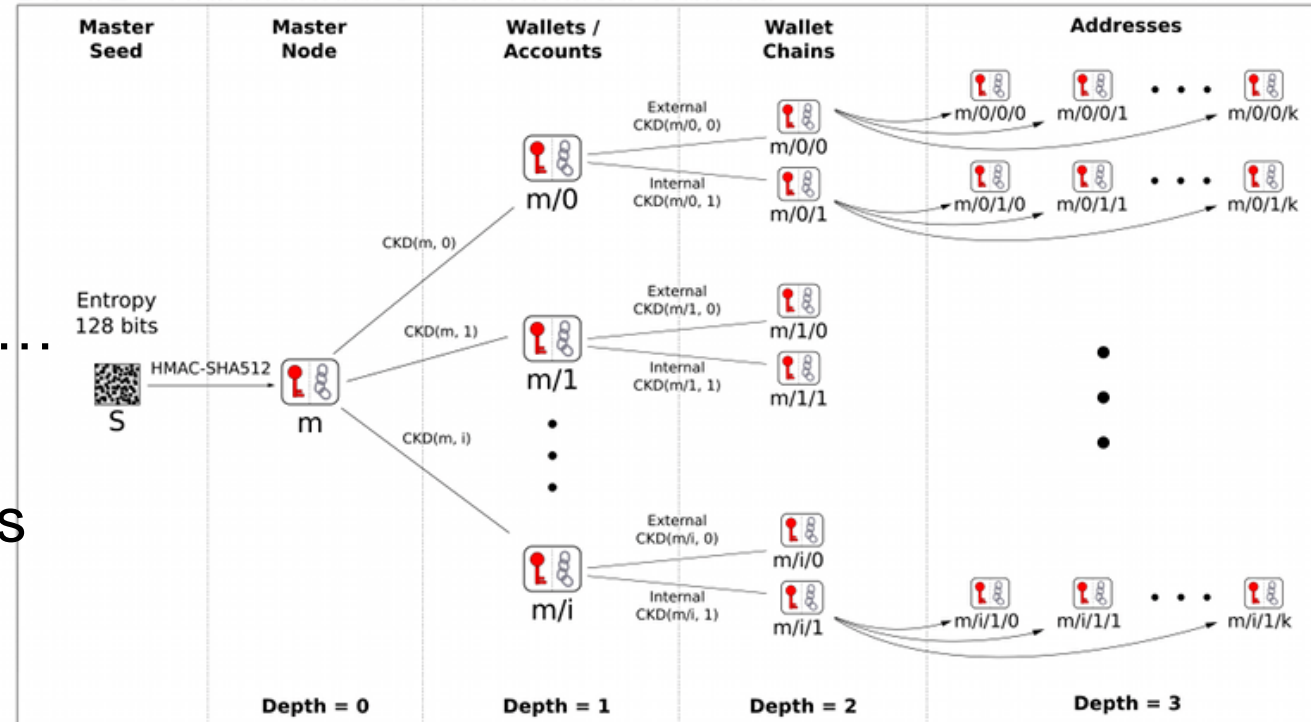 Master
Seed
Master
Node
Wallets /
Accounts
Wallet
Chains
Addresses
Entropy
128 bits
HMAC-SHA512
S
m
CKD(m, 0)
CKD(m, 1)
CKD(m, i)
m/0
m/1
m/i
External
CKD(m/0, 0)
Internal
CKD(m/0, 1)
External
CKD(m/1, 0)
Internal
CKD(m/1, 1)
External
CKD(m/i, 0)
Internal
CKD(m/i, 1)
m/0/0
m/0/1
m/1/0
m/1/1
m/i/0
m/i/1
m/0/0/0 m/0/0/1 • • • m/0/0/k
m/0/1/0 m/0/1/1 • • • m/0/1/k
m/i/1/0 m/i/1/1 • • • m/i/1/k
...
s
Depth = 0
Depth = 1
Depth = 2
Depth = 3